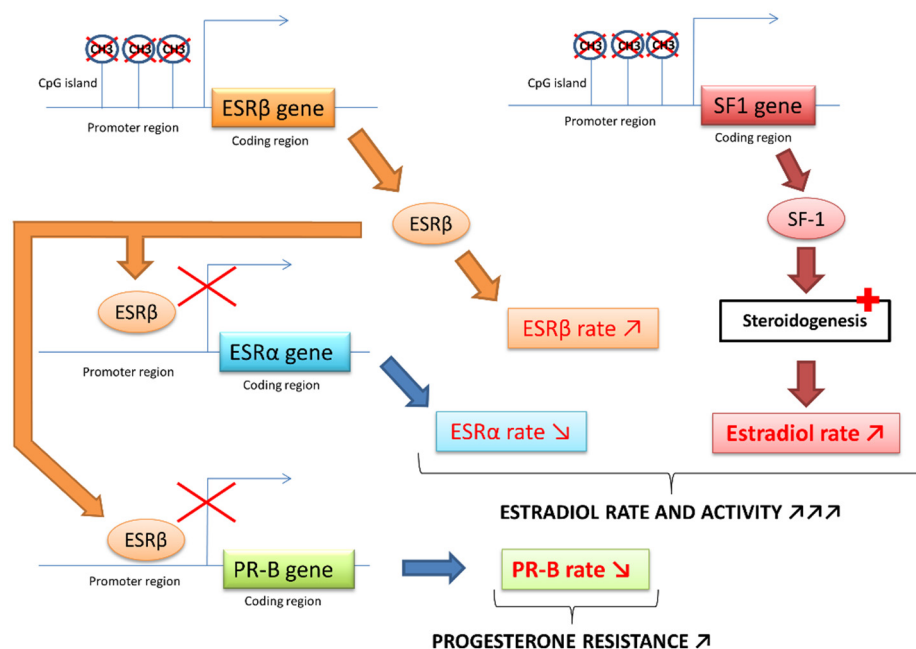 CH3 CH3 CH3
CpG island
ESRβ gene
Promoter region
Coding region
CH3 CH3 CH3
CpG island
SF1 gene
Promoter region
Coding region
ESRβ
SF-1
ESRβ
ESRβ rate ↗
Steroidogenesis
ESRα gene
Promoter region
Coding region
ESRα rate ↘
Estradiol rate ↗
ESTRADIOL RATE AND ACTIVITY ↗↗↗
ESRβ
PR-B gene
Promoter region
Coding region
PR-B rate ↘
PROGESTERONE RESISTANCE ↗